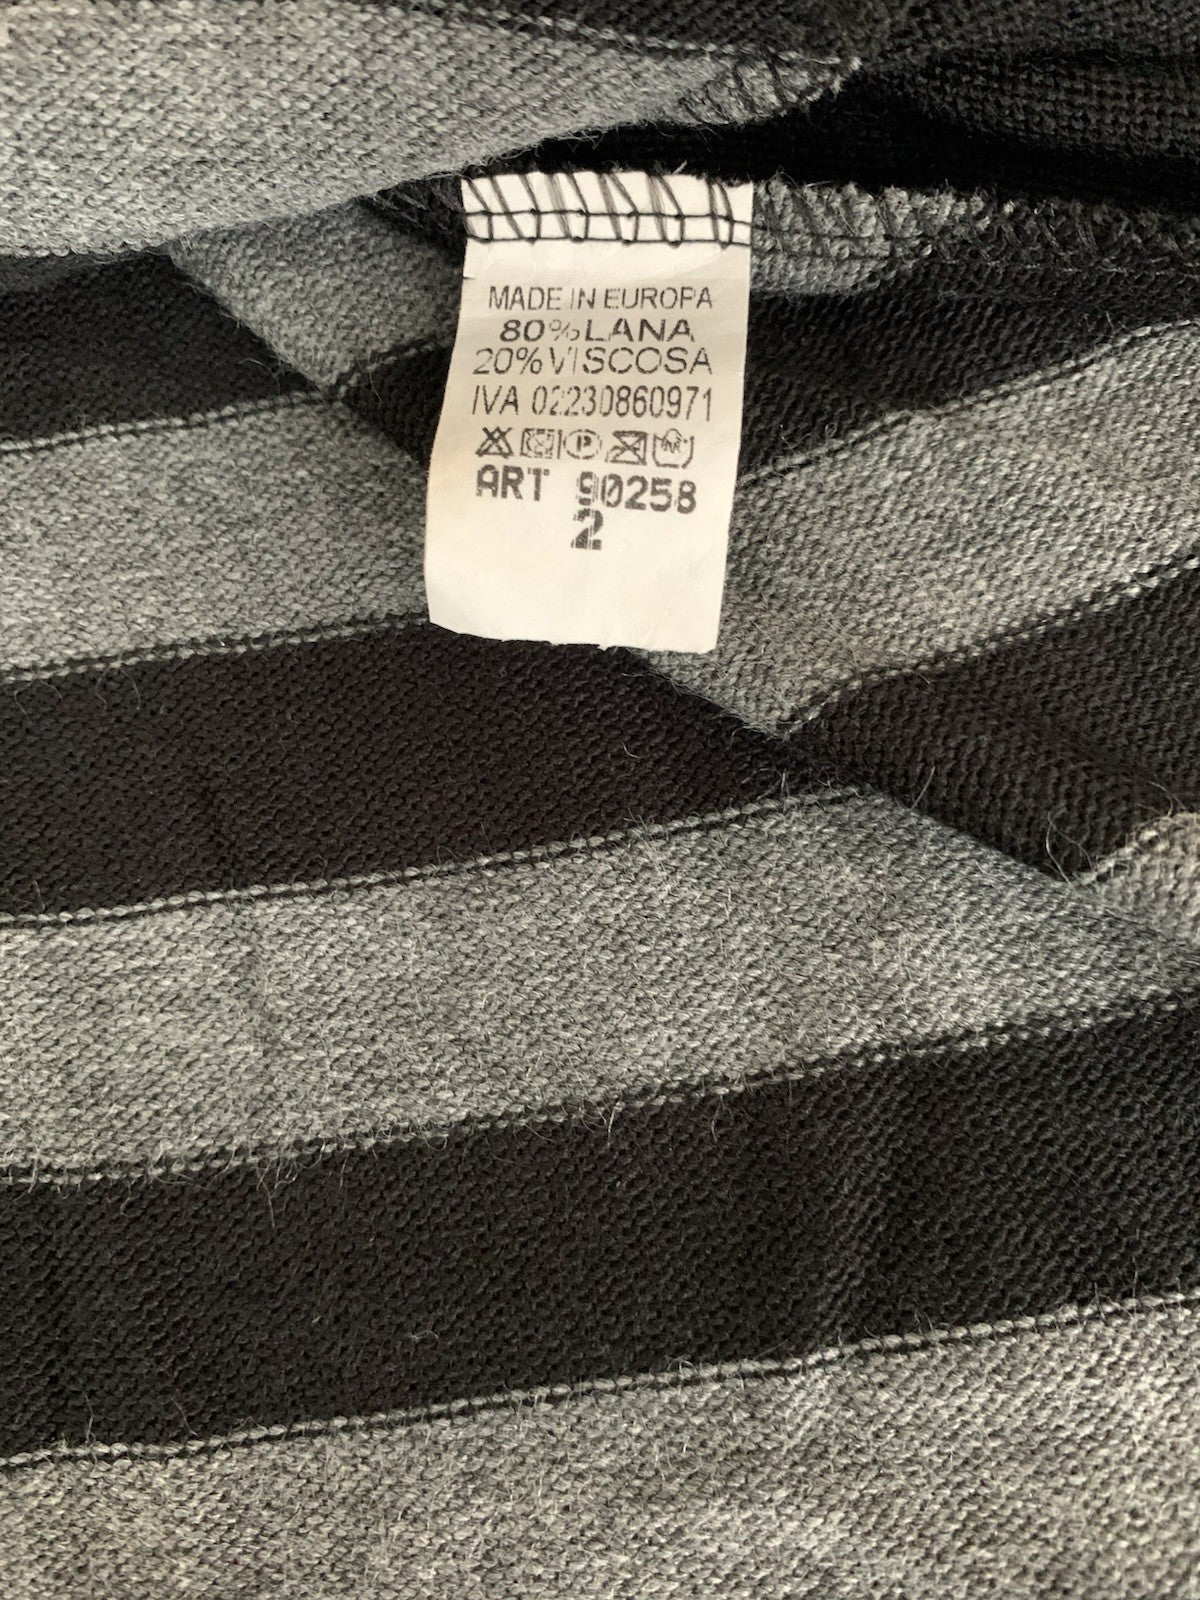 MADE IN EUROPA
80% LANA
20% VISCOSA
IVA 02230860971
P
ART 90258
2